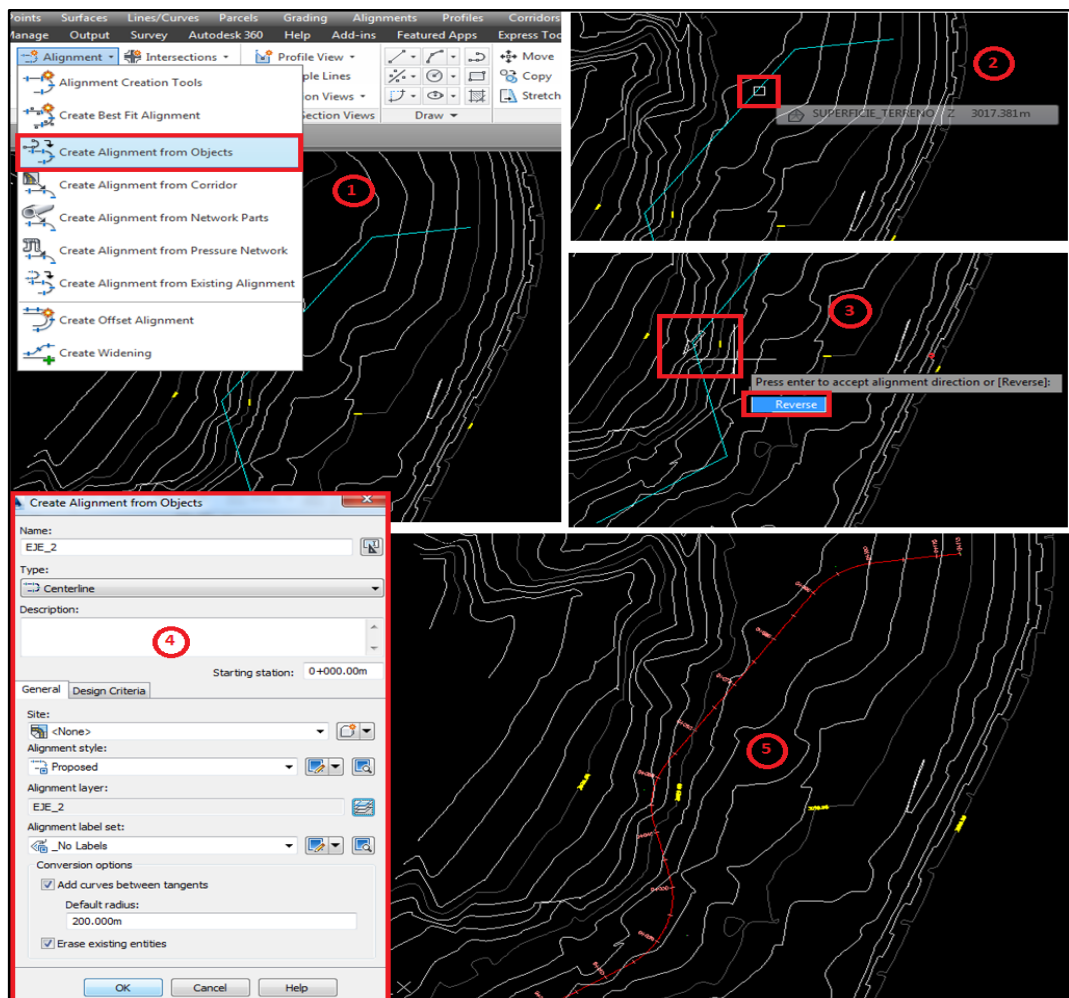 oints Surfaces Lines/Curves Parcels Grading Alignments Profiles Corridors
Manage Output Survey Autodesk 360 Help Add-ins Featured Apps Express Too
Alignment Intersections Profile View Move
ple Lines Copy
on Views Stretch
Section Views Draw
Alignment Creation Tools
Create Best Fit Alignment
Create Alignment from Objects
Create Alignment from Corridor
Create Alignment from Network Parts
Create Alignment from Pressure Network
Create Alignment from Existing Alignment
Create Offset Alignment
Create Widening
1
2
SUPERFICIE_TERRENO Z 3017.381m
3
Press enter to accept alignment direction or [Reverse]:
Reverse
Create Alignment from Objects
Name:
EJE_2
Type:
Centerline
Description:
4
Starting station: 0+000.00m
General Design Criteria
Site:
<None>
Alignment style:
Proposed
Alignment layer:
EJE_2
Alignment label set:
_No Labels
Conversion options
Add curves between tangents
Default radius:
200.000m
Erase existing entities
OK Cancel Help
5